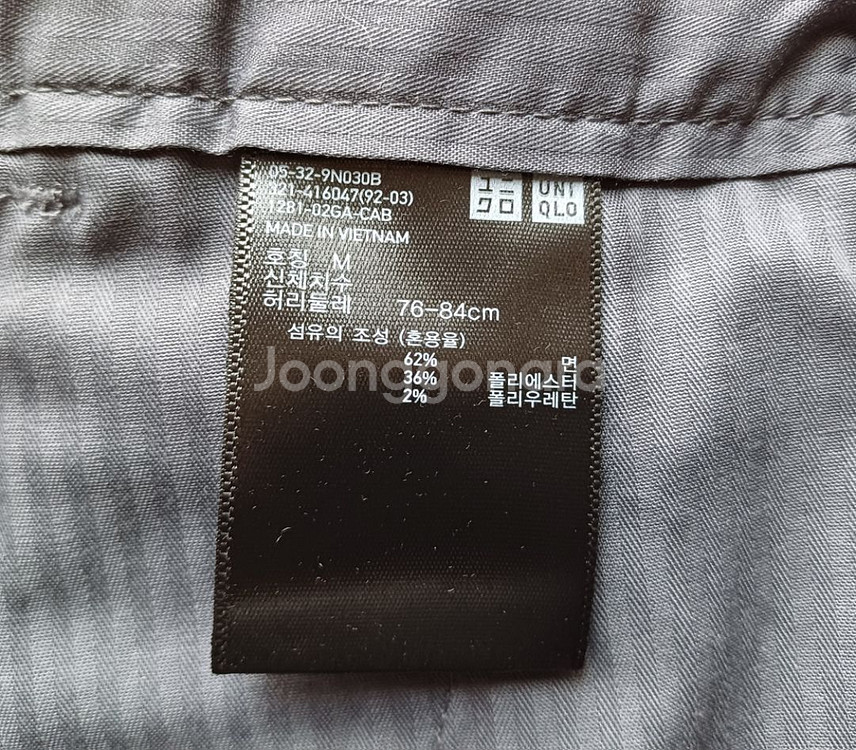 05-32-9N030B
321-416047(92-03)
1281-02GA-CAB
MADE IN VIETNAM
UNI
QLO
호칭 M
신체치수
허리둘레 76-84cm
섬유의 조성 (혼용율)
62% 면
36% 폴리에스터
2% 폴리우레탄
Joonggonara